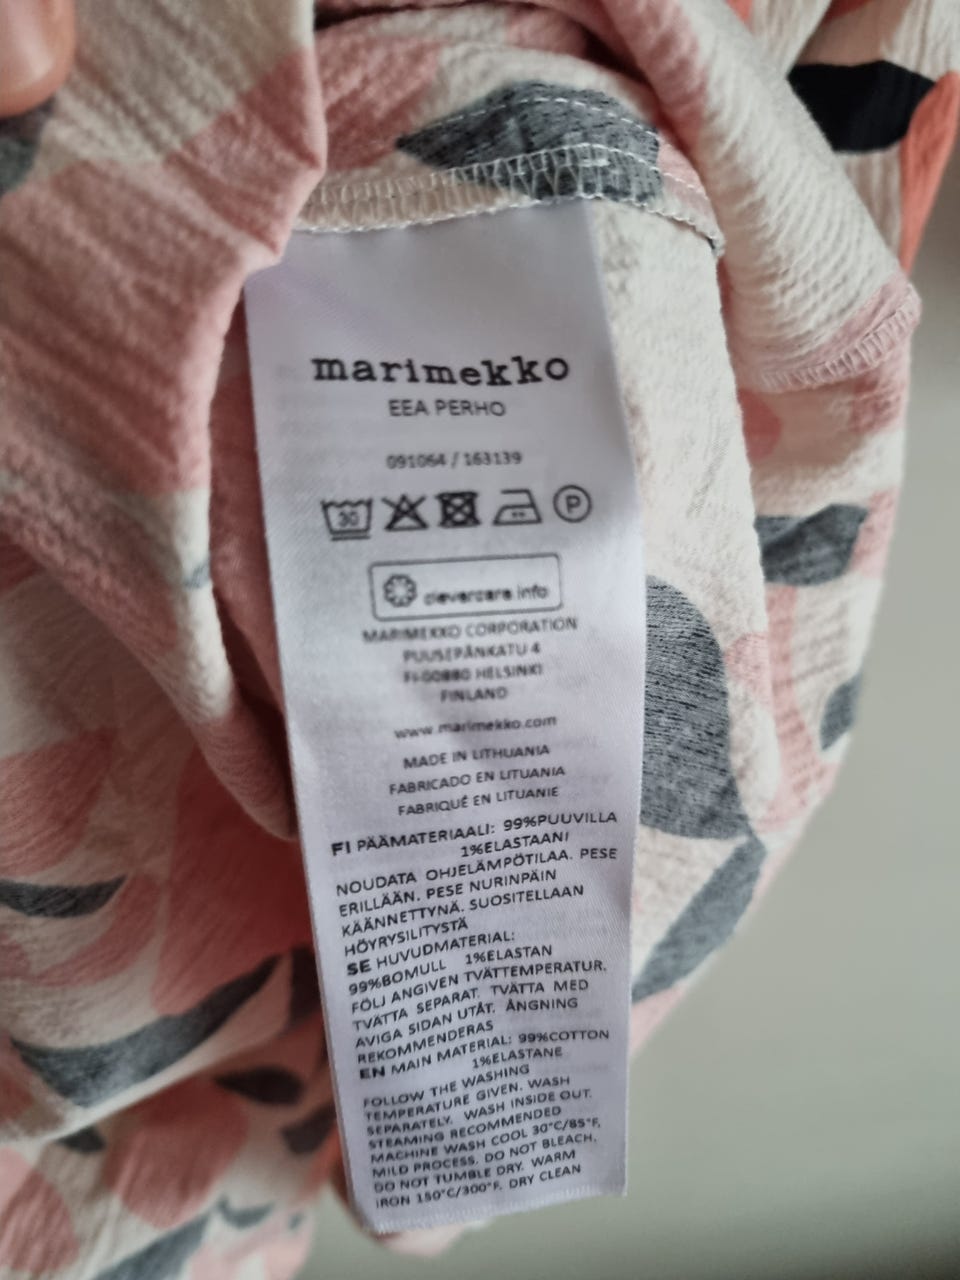 marimekko
EEA PERHO
091064 / 163139
30
P
clevercare.info
MARIMEKKO CORPORATION
PUUSEPÄNKATU 4
FI-00880 HELSINKI
FINLAND
www.marimekko.com
MADE IN LITHUANIA
FABRICADO EN LITUANIA
FABRIQUÉ EN LITUANIE
FI PÄÄMATERIAALI: 99%PUUVILLA
1%ELASTAANI
NOUDATA OHJELÄMPÖTILAA. PESE
ERILLÄÄN. PESE NURINPÄIN
KÄÄNNETTYNÄ. SUOSITELLAAN
HÖYRYSILITYSTÄ
SE HUVUDMATERIAL:
99%BOMULL 1%ELASTAN
FÖLJ ANGIVEN TVÄTTEMPERATUR.
TVÄTTA SEPARAT. TVÄTTA MED
AVIGA SIDAN UTÅT. ÅNGNING
REKOMMENDERAS
EN MAIN MATERIAL: 99%COTTON
1%ELASTANE
FOLLOW THE WASHING
TEMPERATURE GIVEN. WASH
SEPARATELY. WASH INSIDE OUT.
STEAMING RECOMMENDED
MACHINE WASH COOL 30°C/85°F,
MILD PROCESS. DO NOT BLEACH.
DO NOT TUMBLE DRY. WARM
IRON 150°C/300°F. DRY CLEAN